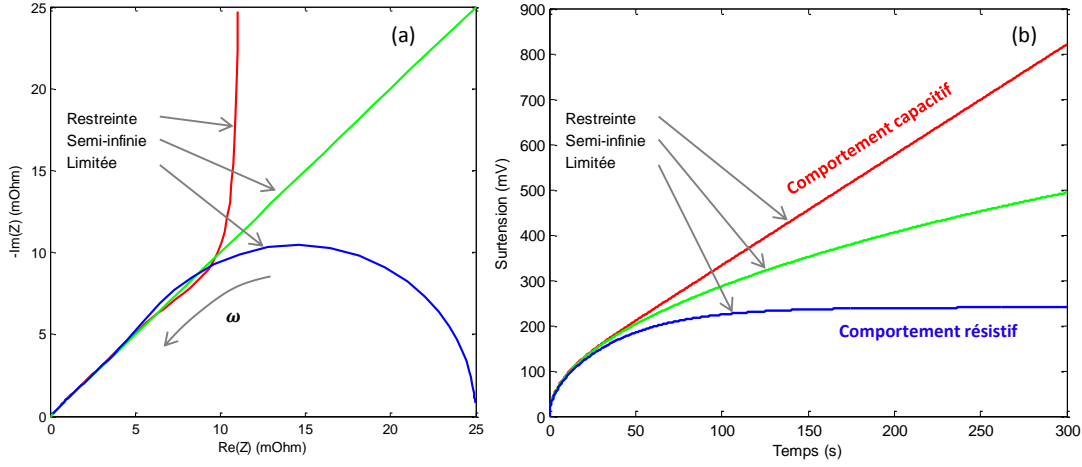 (a)
25
20
15
10
5
0
-Im(Z) (mOhm)
Restreinte
Semi-infinie
Limitée
ω
0
5
10
15
20
25
Re(Z) (mOhm)
(b)
900
800
700
600
500
400
300
200
100
0
Surtension (mV)
Restreinte
Semi-infinie
Limitée
Comportement capacitif
Comportement résistif
0
50
100
150
200
250
300
Temps (s)